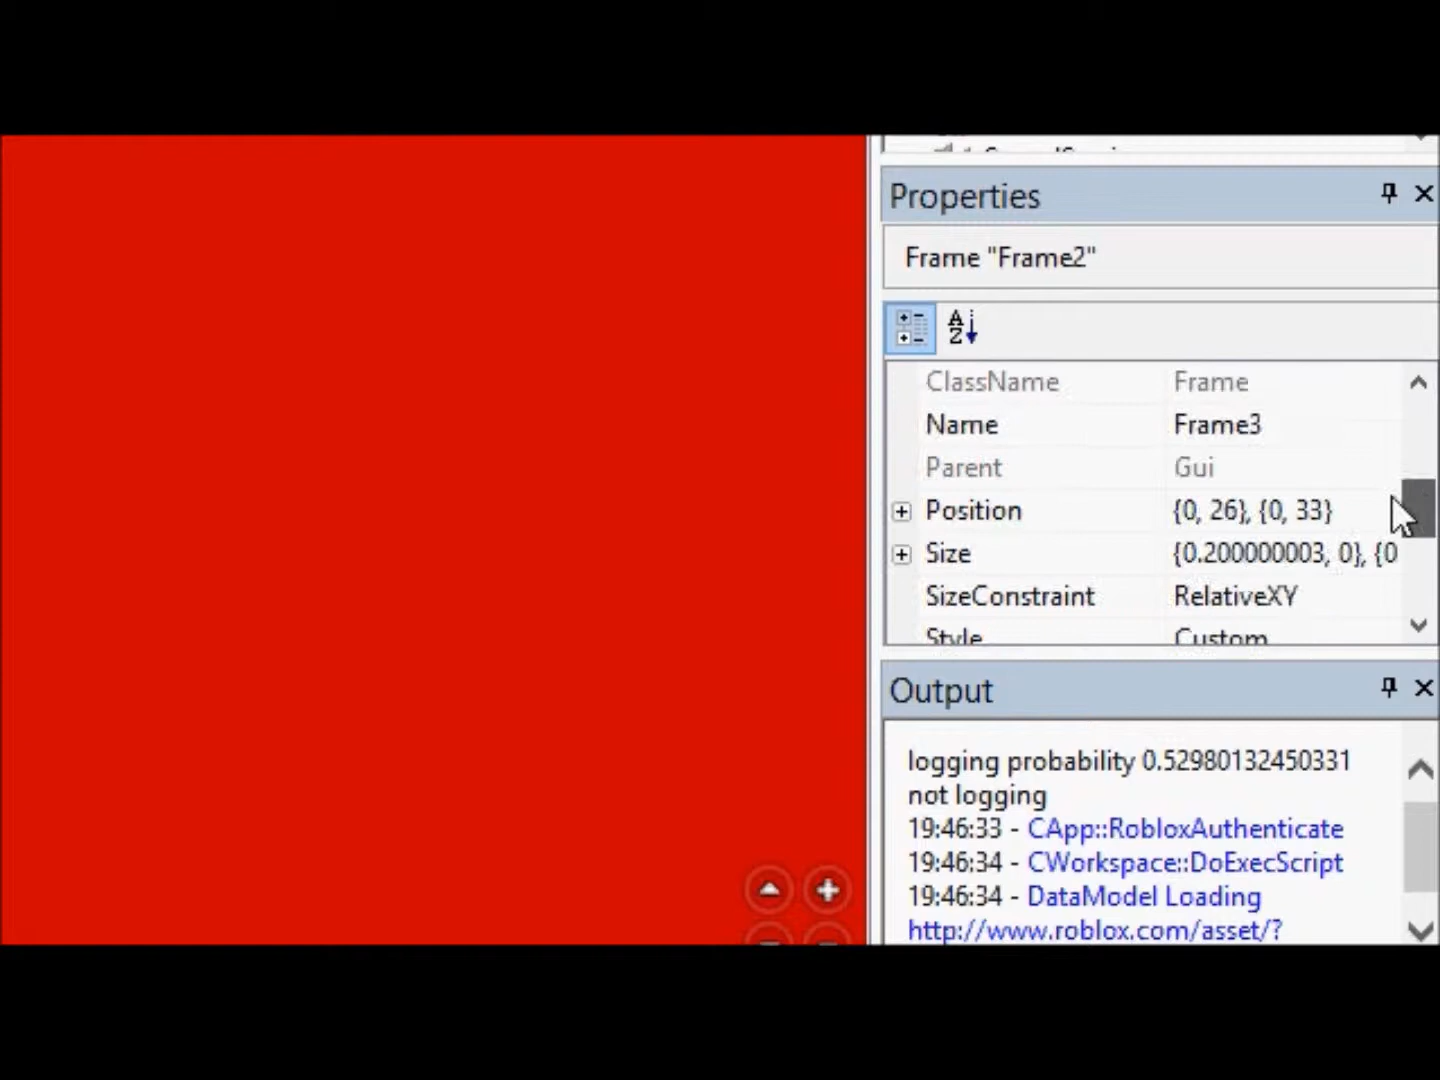 Properties
Frame "Frame2"
ClassName Frame
Name Frame3
Parent Gui
Position {0, 26}, {0, 33}
Size {0.200000003, 0}, {0
SizeConstraint RelativeXY
Style Custom
Output
logging probability 0.52980132450331
not logging
19:46:33 - CApp::RobloxAuthenticate
19:46:34 - CWorkspace::DoExecScript
19:46:34 - DataModel Loading
http://www.roblox.com/asset/?